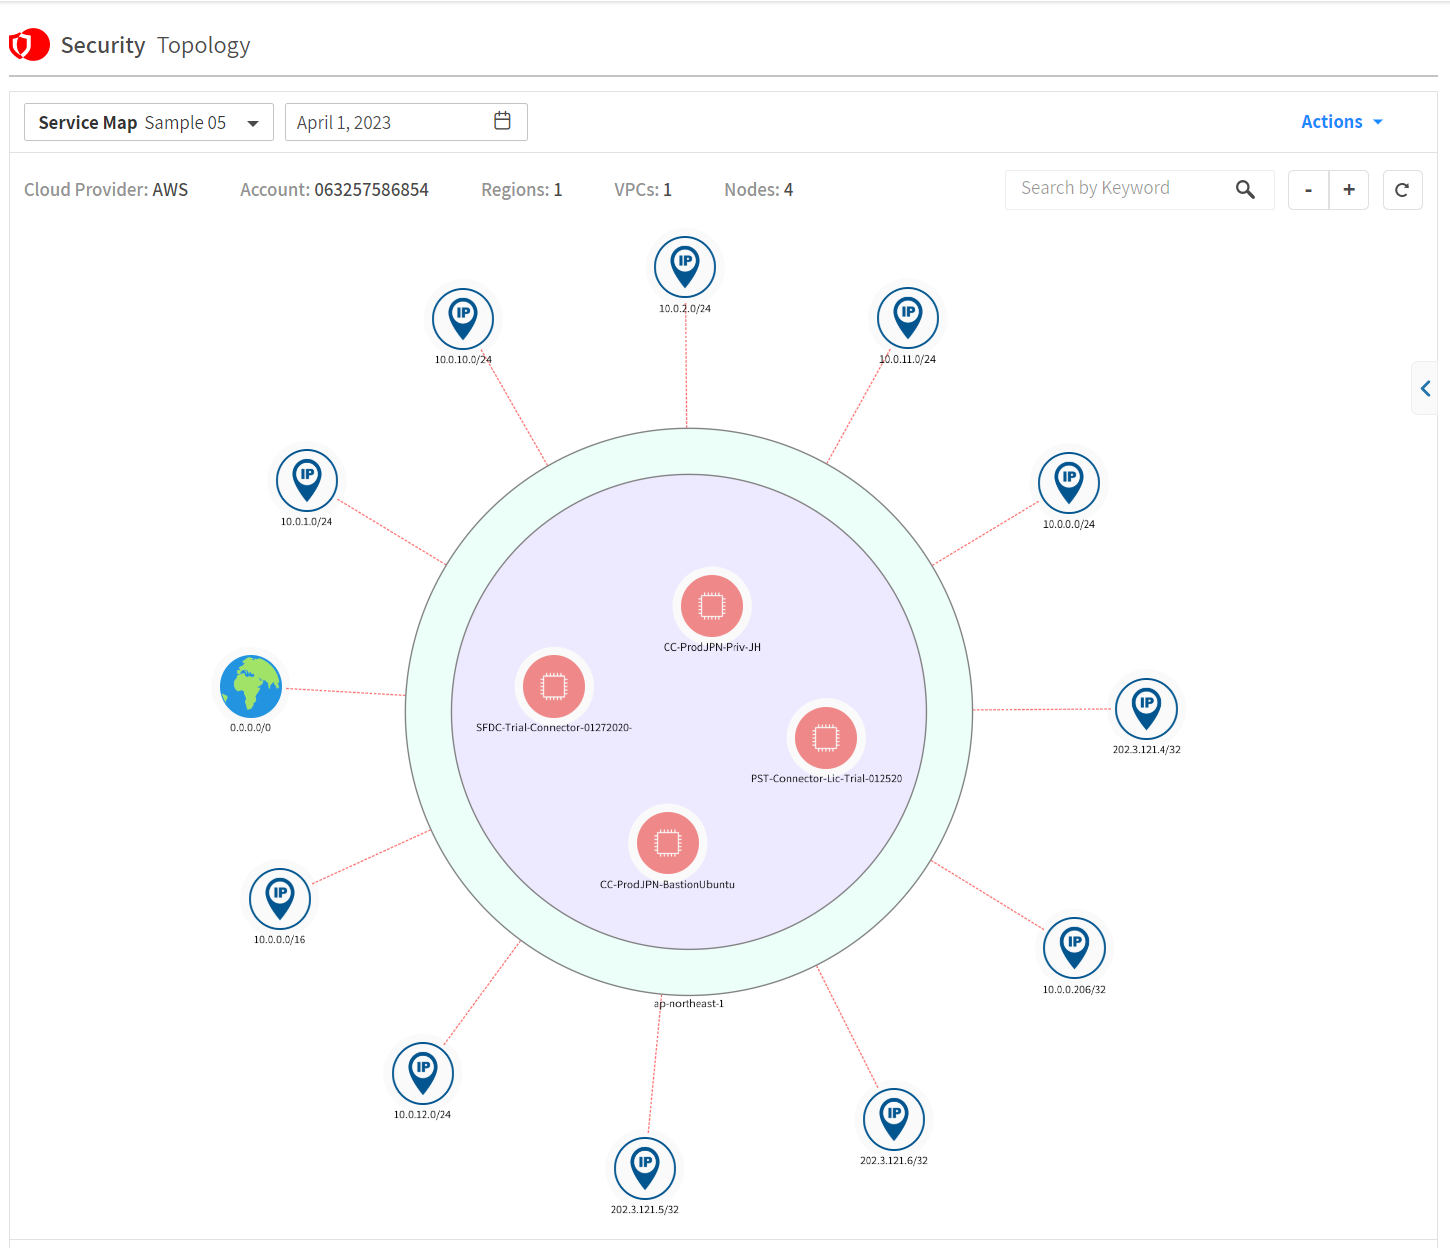 Security Topology
Service Map Sample 05
April 1, 2023
Actions
Cloud Provider: AWS
Account: 063257586854
Regions: 1
VPCs: 1
Nodes: 4
Search by Keyword
-
+
IP
10.0.2.0/24
IP
10.0.10.0/24
IP
10.0.11.0/24
IP
10.0.1.0/24
IP
10.0.0.0/24
CC-ProdJPN-Priv-JH
SFDC-Trial-Connector-01272020-
0.0.0.0/0
IP
202.3.121.4/32
PST-Connector-Lic-Trial-012520
CC-ProdJPN-BastionUbuntu
IP
10.0.0.0/16
IP
10.0.0.206/32
ap-northeast-1
IP
10.0.12.0/24
IP
202.3.121.6/32
IP
202.3.121.5/32